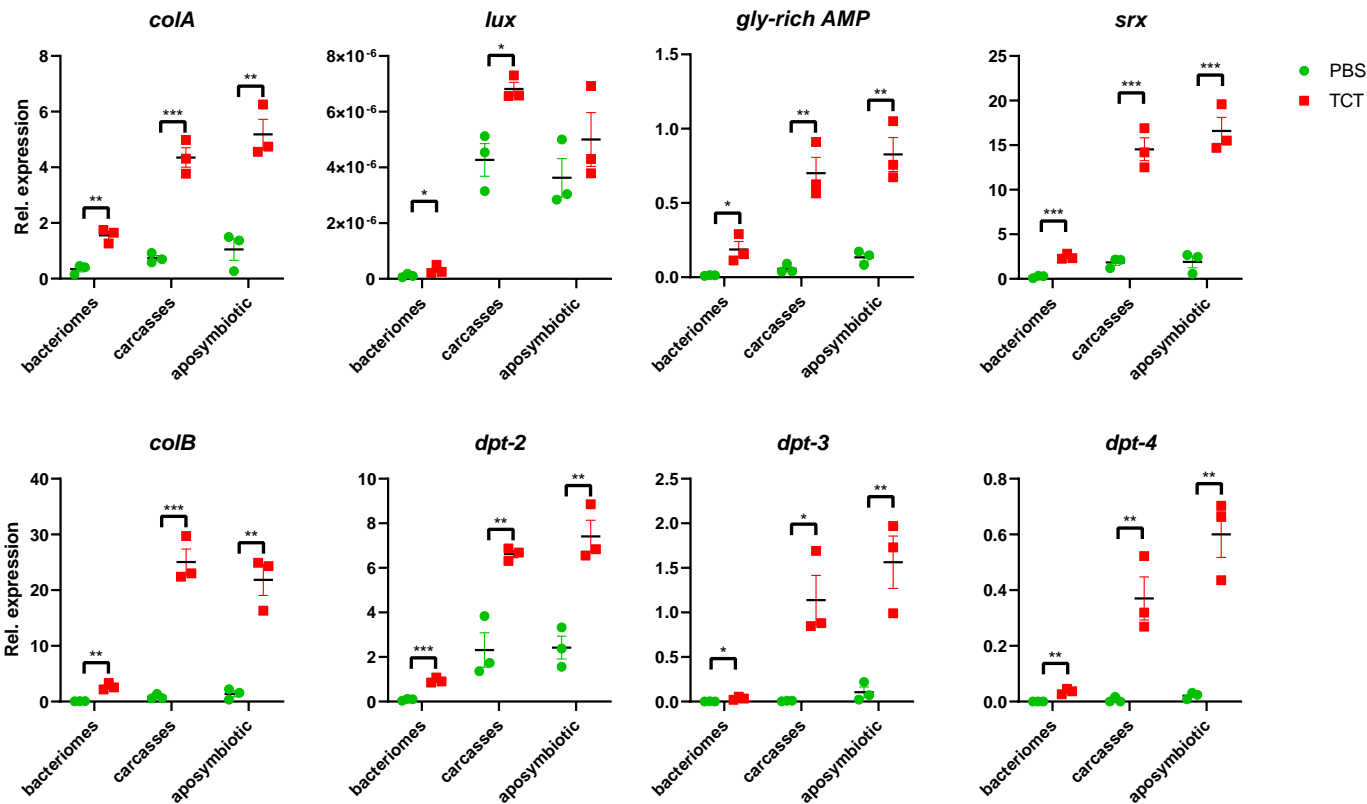 colA
lux
gly-rich AMP
srx
Rel. expression
8
6
4
2
0
** *** **
bacteriomes
carcasses
aposymbiotic
8×10-6
6×10-6
4×10-6
2×10-6
0
* *
bacteriomes
carcasses
aposymbiotic
1.5
1.0
0.5
0.0
* ** **
bacteriomes
carcasses
aposymbiotic
25
20
15
10
5
0
*** *** ***
bacteriomes
carcasses
aposymbiotic
PBS
TCT
colB
dpt-2
dpt-3
dpt-4
Rel. expression
40
30
20
10
0
** *** **
bacteriomes
carcasses
aposymbiotic
10
8
6
4
2
0
*** ** **
bacteriomes
carcasses
aposymbiotic
2.5
2.0
1.5
1.0
0.5
0.0
* * **
bacteriomes
carcasses
aposymbiotic
0.8
0.6
0.4
0.2
0.0
** ** **
bacteriomes
carcasses
aposymbiotic